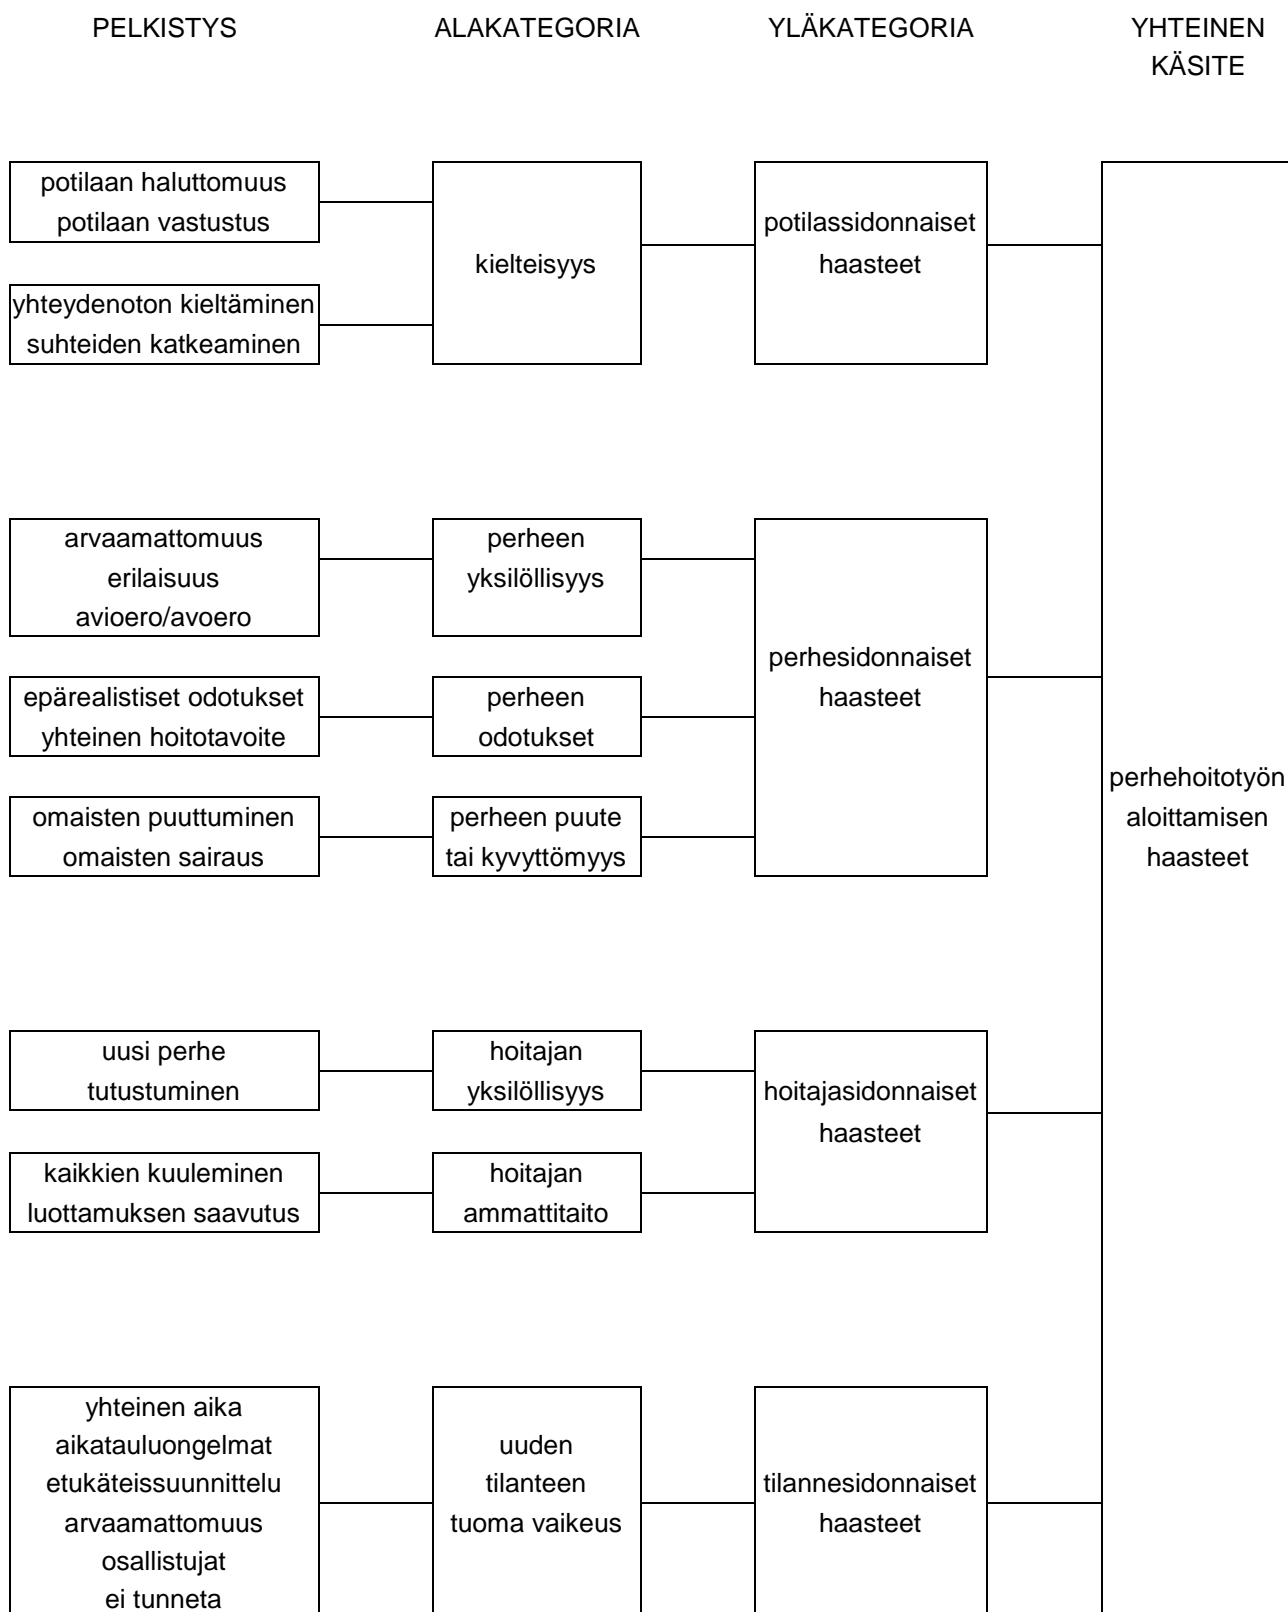 PELKISTYS
ALAKATEGORIA
YLÄKATEGORIA
YHTEINEN
KÄSITE
potilaan haluttomuus
potilaan vastustus
yhteydenoton kieltäminen
suhteiden katkeaminen
kielteisyys
potilassidonnaiset
haasteet
arvaamattomuus
erilaisuus
avioero/avoero
perheen
yksilöllisyys
epärealistiset odotukset
yhteinen hoitotavoite
perheen
odotukset
omaisten puuttuminen
omaisten sairaus
perheen puute
tai kyvyttömyys
perhesidonnaiset
haasteet
perhehoitotyön
aloittamisen
haasteet
uusi perhe
tutustuminen
hoitajan
yksilöllisyys
kaikkien kuuleminen
luottamuksen saavutus
hoitajan
ammattitaito
hoitajasidonnaiset
haasteet
yhteinen aika
aikatauluongelmat
etukäteissuunnittelu
arvaamattomuus
osallistujat
ei tunneta
uuden
tilanteen
tuoma vaikeus
tilannesidonnaiset
haasteet